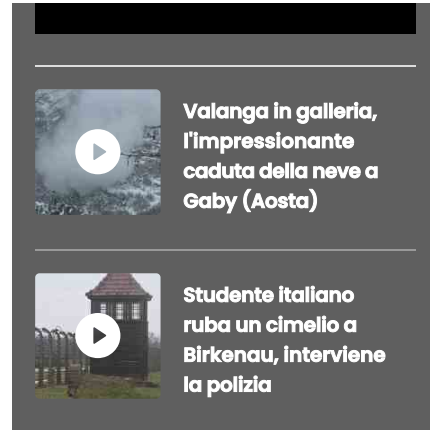 Valanga in galleria,
l'impressionante
caduta della neve a
Gaby (Aosta)
Studente italiano
ruba un cimelio a
Birkenau, interviene
la polizia